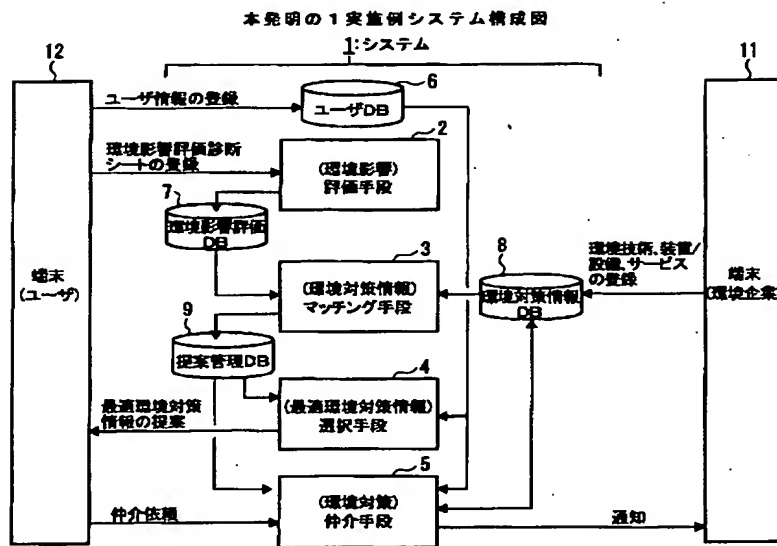 本発明の1実施例システム構成図
1:システム
12
11
6
ユーザ情報の登録
ユーザDB
2
環境影響評価診断
シートの登録
(環境影響)
評価手段
7
環境影響評価
DB
3
8
環境技術、装置/
設備、サービス
の登録
端末
(ユーザ)
(環境対策情報)
マッチング手段
環境対策情報
DB
端末
(環境企業)
9
提案管理DB
4
最適環境対策
情報の提案
(最適環境対策情報)
選択手段
5
(環境対策)
仲介手段
仲介依頼
通知